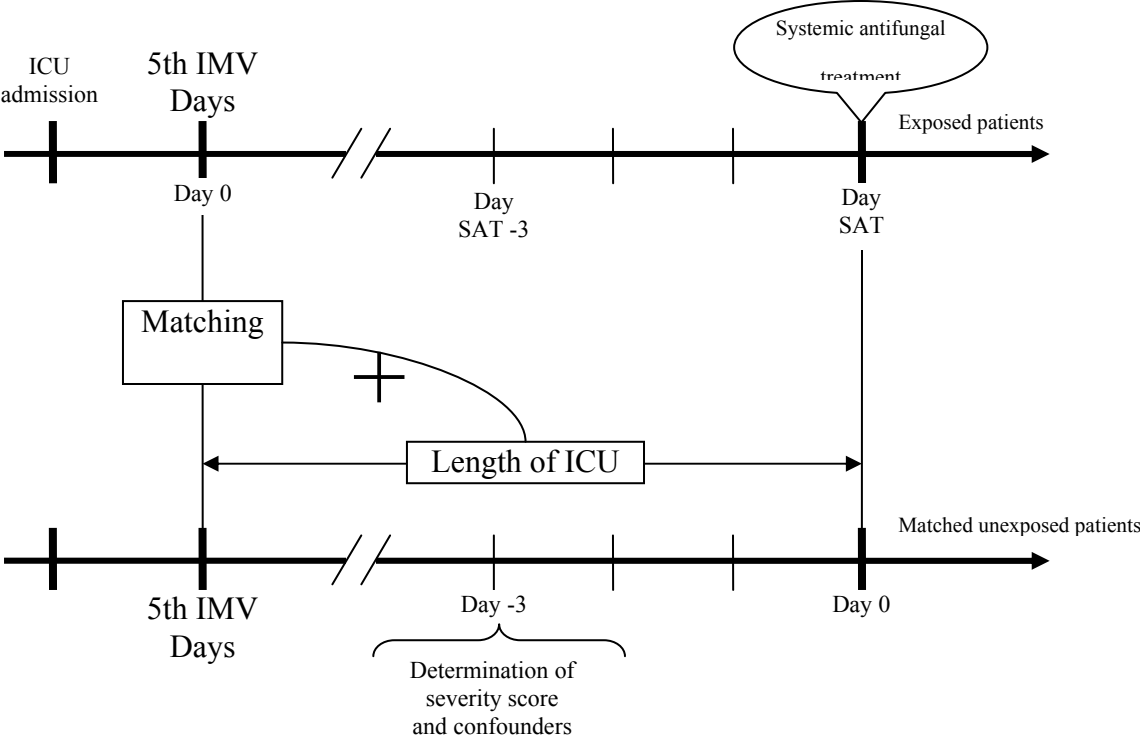 Systemic antifungal
treatment
ICU
admission
5th IMV
Days
Exposed patients
Day 0
Day
SAT -3
Day
SAT
Matching
Length of ICU
Matched unexposed patients
5th IMV
Days
Day -3
Day 0
Determination of
severity score
and confounders